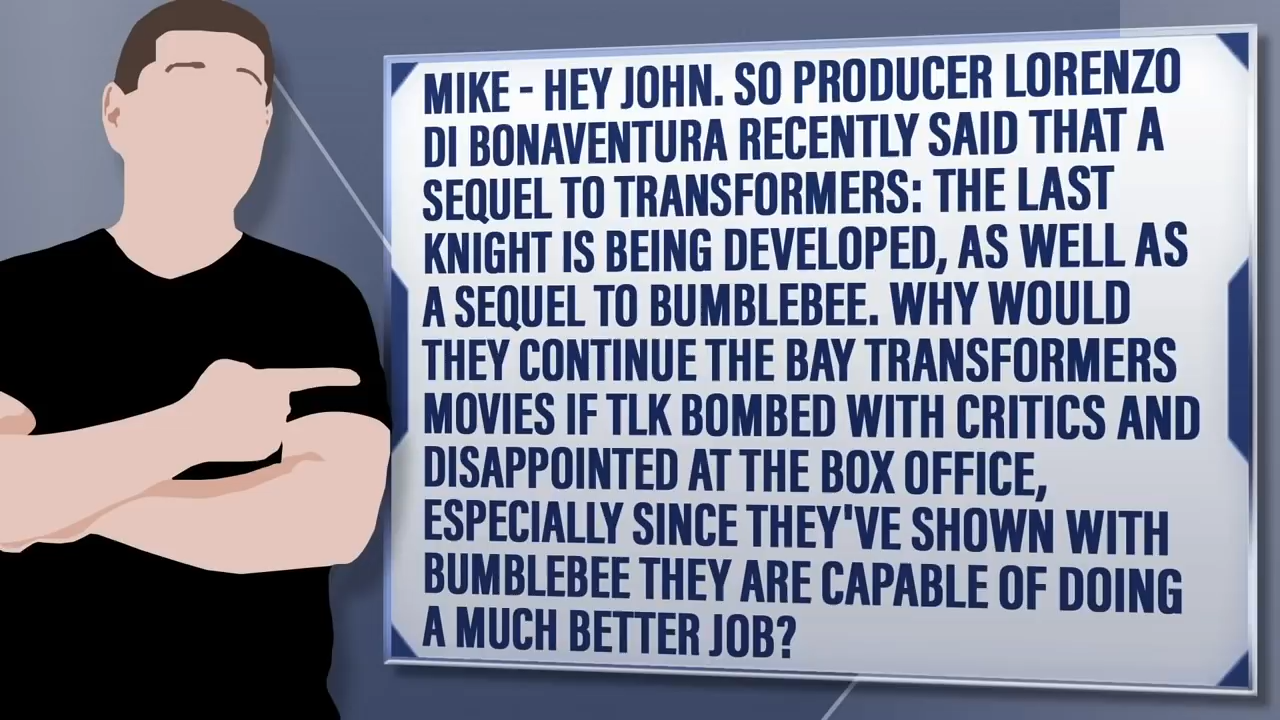 MIKE - HEY JOHN. SO PRODUCER LORENZO
DI BONAVENTURA RECENTLY SAID THAT A
SEQUEL TO TRANSFORMERS: THE LAST
KNIGHT IS BEING DEVELOPED, AS WELL AS
A SEQUEL TO BUMBLEBEE. WHY WOULD
THEY CONTINUE THE BAY TRANSFORMERS
MOVIES IF TLK BOMBED WITH CRITICS AND
DISAPPOINTED AT THE BOX OFFICE,
ESPECIALLY SINCE THEY'VE SHOWN WITH
BUMBLEBEE THEY ARE CAPABLE OF DOING
A MUCH BETTER JOB?